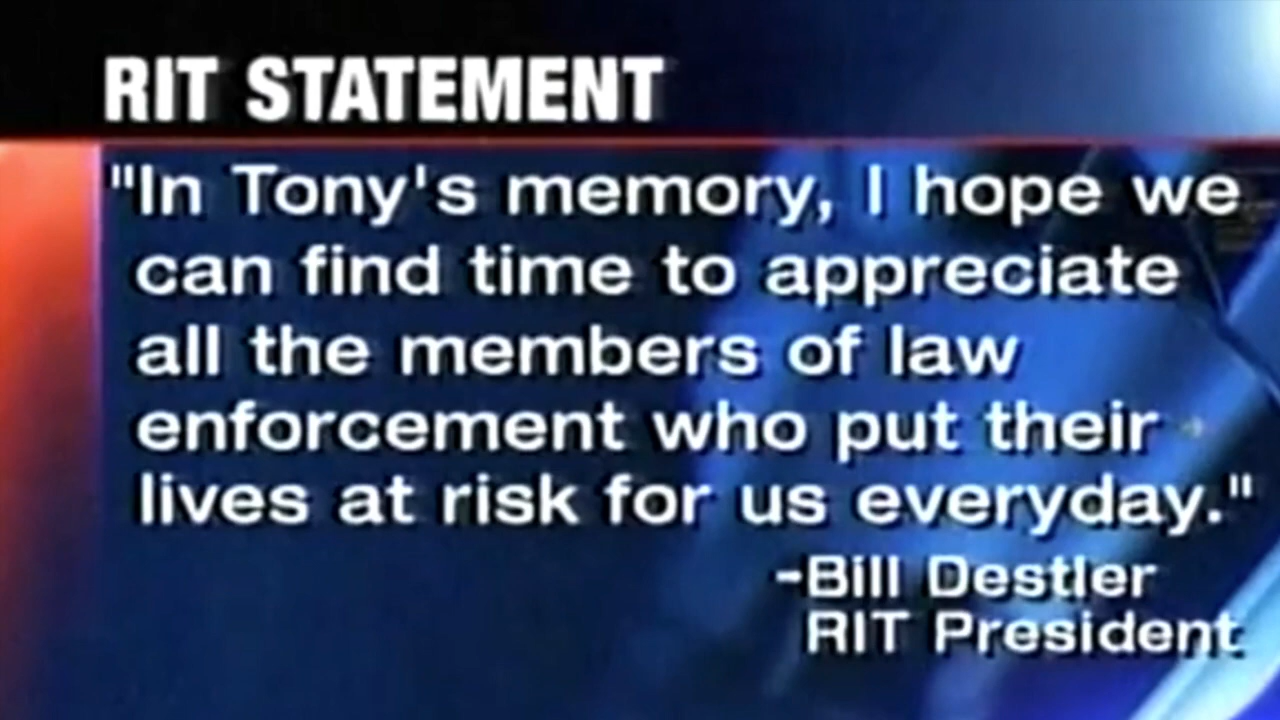 RIT STATEMENT
"In Tony's memory, I hope we
can find time to appreciate
all the members of law
enforcement who put their
lives at risk for us everyday."
-Bill Destler
RIT President